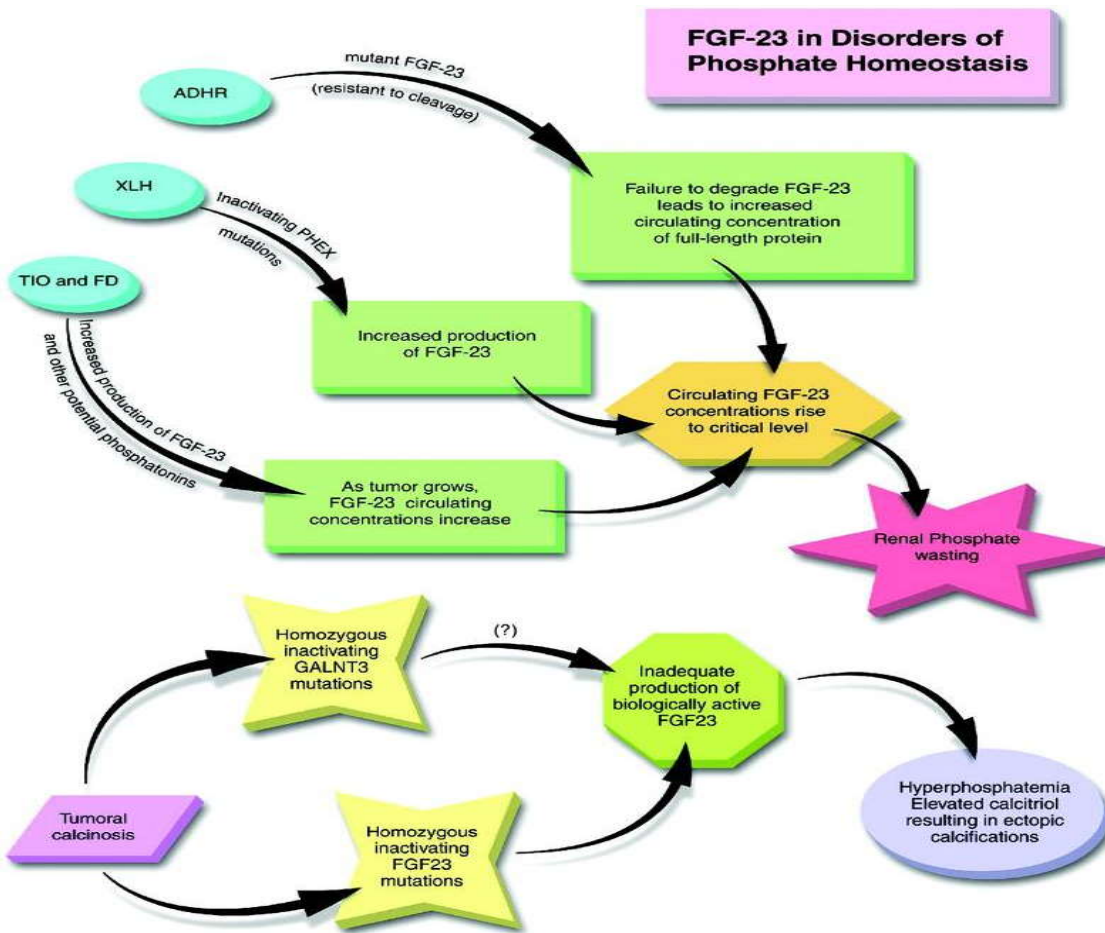 FGF-23 in Disorders of
Phosphate Homeostasis
ADHR
mutant FGF-23
(resistant to cleavage)
Failure to degrade FGF-23
leads to increased
circulating concentration
of full-length protein
XLH
Inactivating PHEX
mutations
Increased production
of FGF-23
TIO and FD
Increased production of FGF-23
and other potential phosphatonins
As tumor grows,
FGF-23 circulating
concentrations increase
Circulating FGF-23
concentrations rise
to critical level
Renal Phosphate
wasting
Tumoral
calcinosis
Homozygous
inactivating
GALNT3
mutations
(?)
Homozygous
inactivating
FGF23
mutations
Inadequate
production of
biologically active
FGF23
Hyperphosphatemia
Elevated calcitriol
resulting in ectopic
calcifications